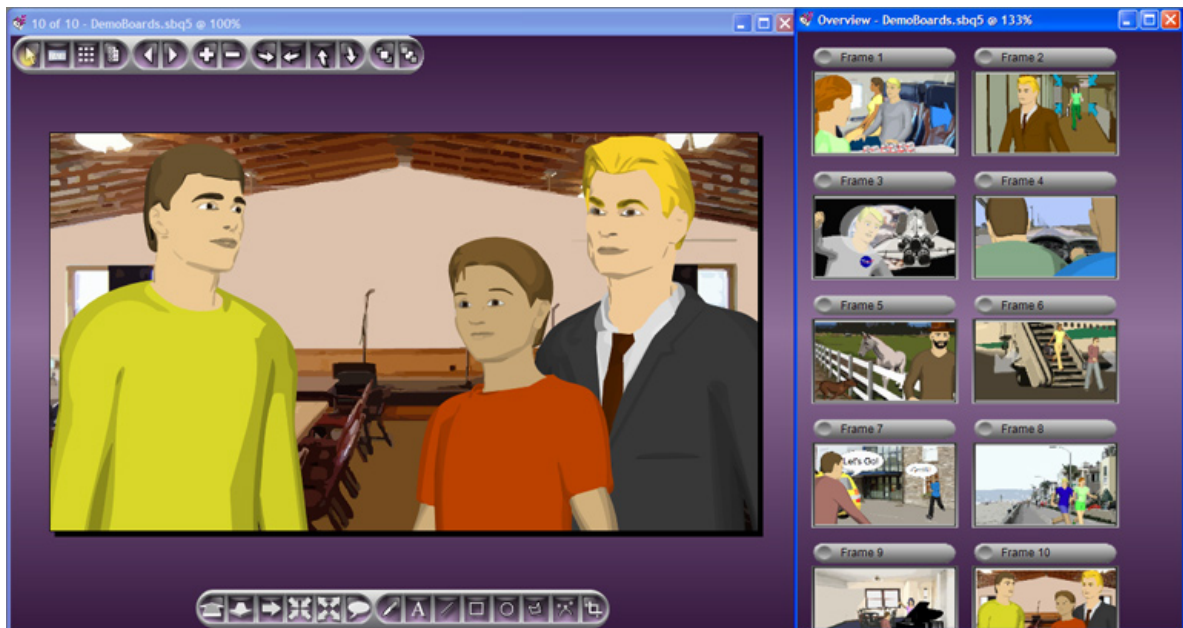 10 of 10 - DemoBoards.sbq5 @ 100%
Overview - DemoBoards.sbq5 @ 133%
Frame 1
Frame 2
Frame 3
Frame 4
Frame 5
Frame 6
Frame 7
Frame 8
Let's Go!
Frame 9
Frame 10
A